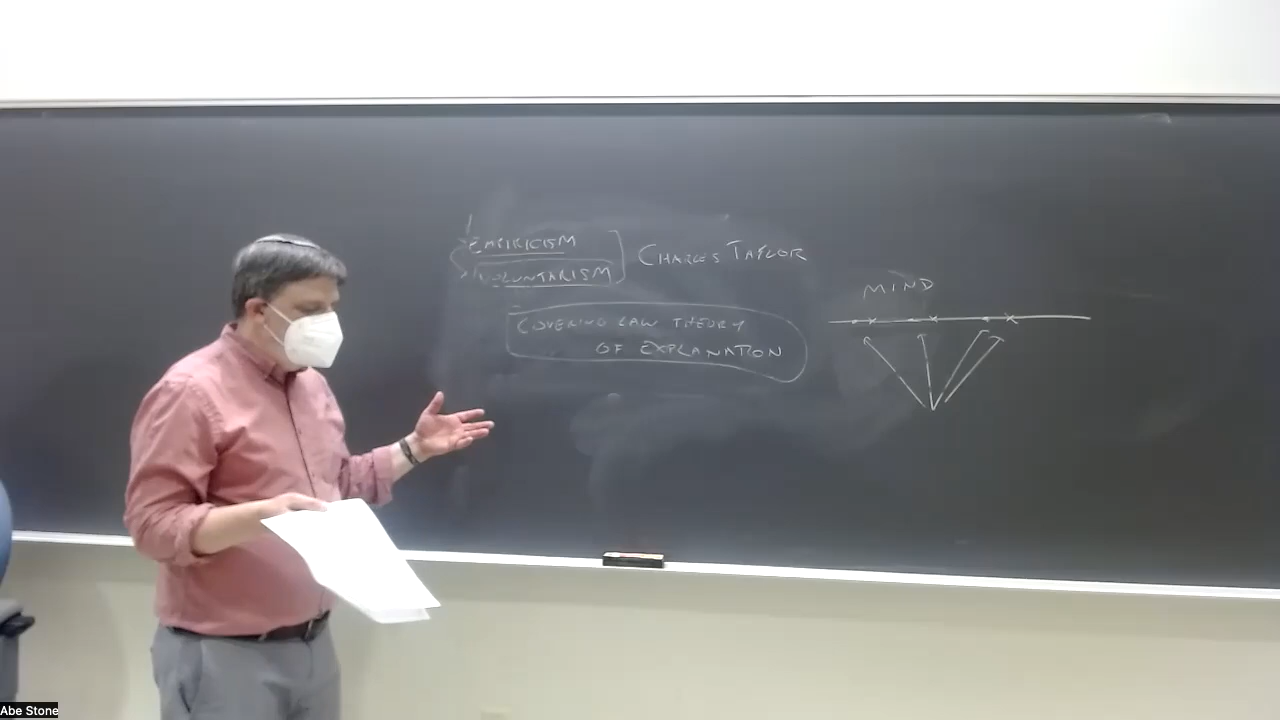 EMPIRICISM
VOLUNTARISM
CHARLES TAYLOR
COVERING LAW THEORY
OF EXPLANATION
MIND
Abe Stone